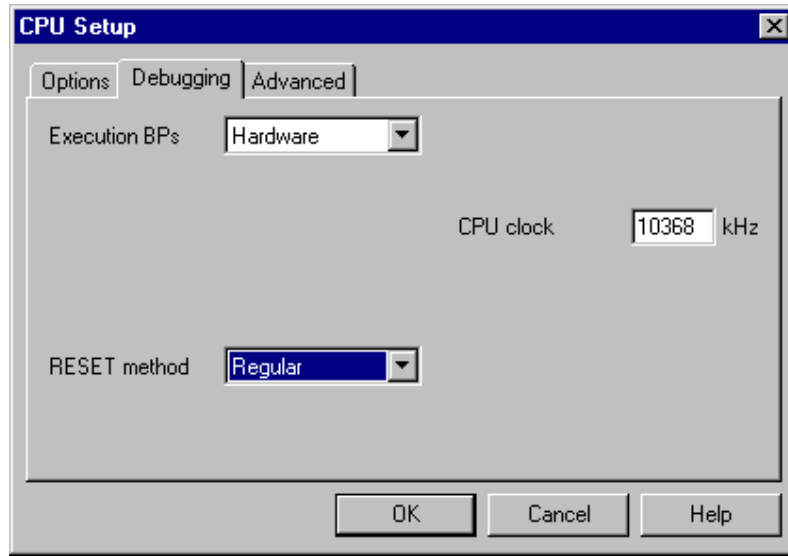 CPU Setup
Options Debugging Advanced
Execution BPs Hardware
CPU clock 10368 kHz
RESET method Regular
OK Cancel Help